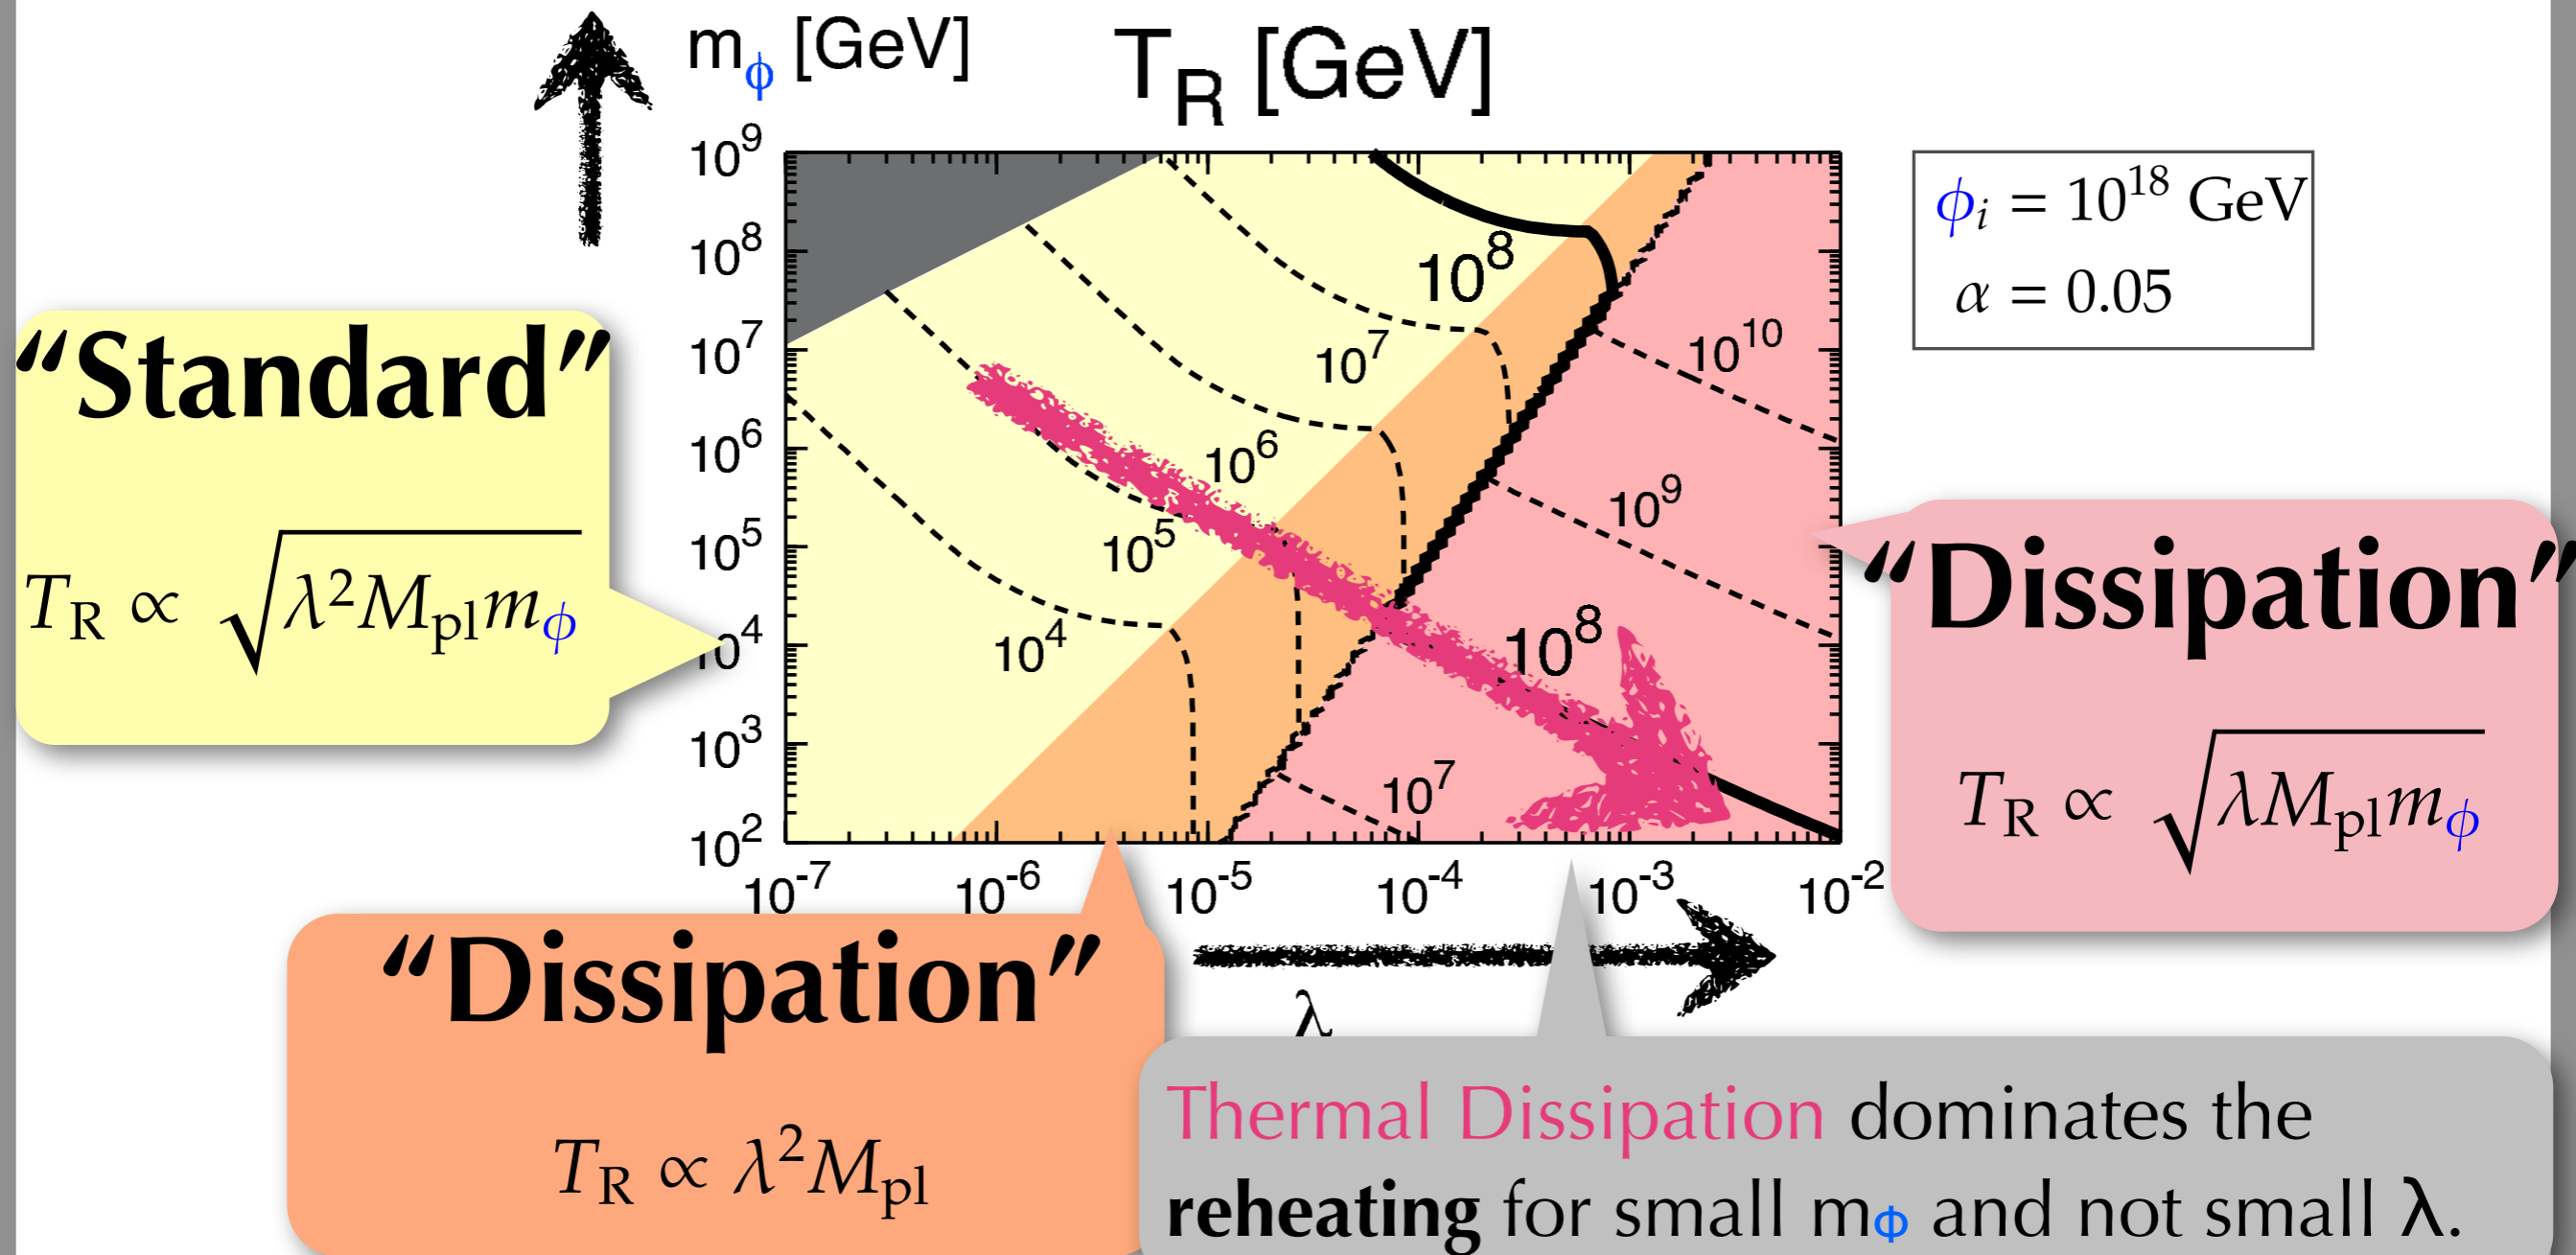 m_ϕ [GeV]
T_R [GeV]
10^9
10^8
10^7
10^6
10^5
10^4
10^3
10^2
10^-7
10^-6
10^-5
10^-4
10^-3
10^-2
λ
10^8
10^7
10^6
10^5
10^4
10^10
10^9
10^8
10^7
ϕ_i = 10^18 GeV
α = 0.05
“Standard”
T_R ∝ √(λ^2 M_pl m_ϕ)
“Dissipation”
T_R ∝ √(λ M_pl m_ϕ)
“Dissipation”
T_R ∝ λ^2 M_pl
Thermal Dissipation dominates the
reheating for small m_ϕ and not small λ.